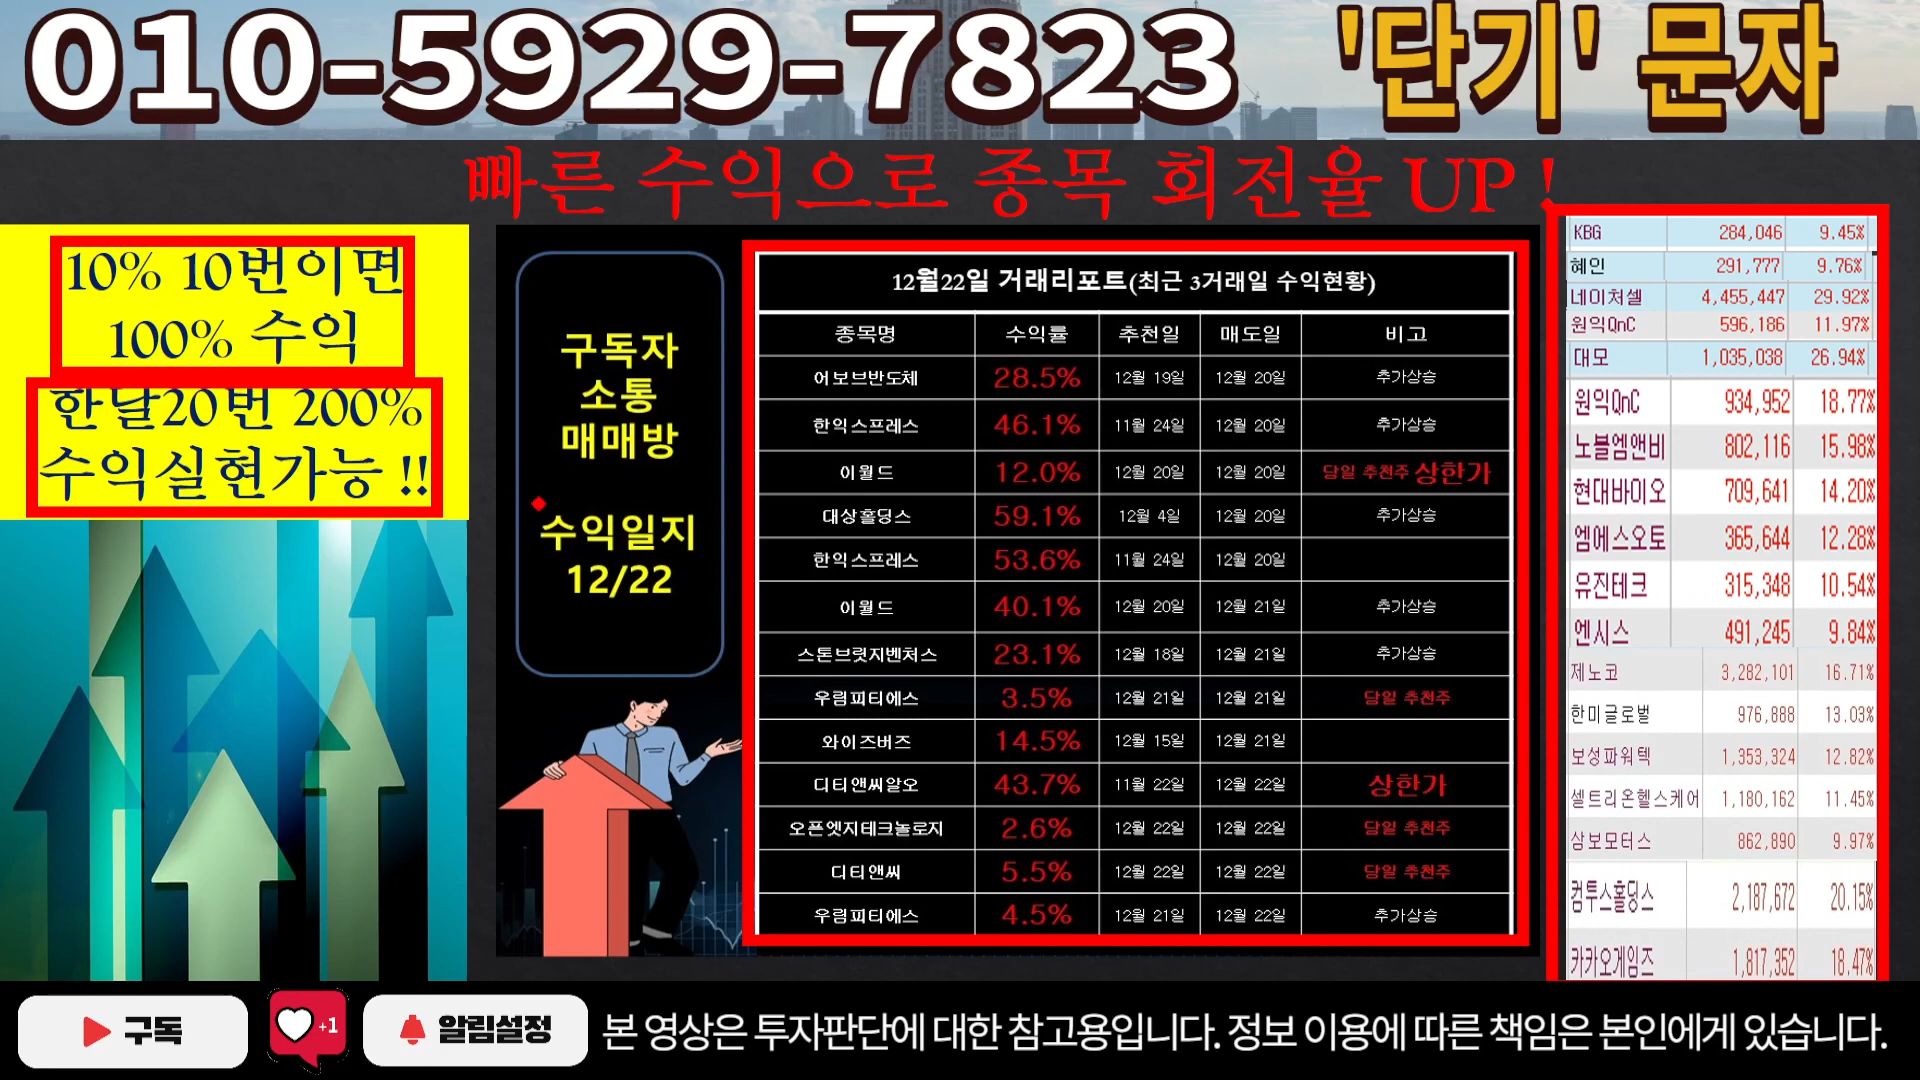 010-5929-7823 '단기' 문자
빠른 수익으로 종목 회전율 UP !
10% 10번이면
100% 수익
한달20번 200%
수익실현가능 !!
구독자
소통
매매방
수익일지
12/22
12월22일 거래리포트(최근 3거래일 수익현황)
종목명 수익률 추천일 매도일 비고
어보브반도체 28.5% 12월 19일 12월 20일 추가상승
한익스프레스 46.1% 11월 24일 12월 20일 추가상승
이월드 12.0% 12월 20일 12월 20일 당일 추천주 상한가
대상홀딩스 59.1% 12월 4일 12월 20일 추가상승
한익스프레스 53.6% 11월 24일 12월 20일
이월드 40.1% 12월 20일 12월 21일 추가상승
스톤브릿지벤처스 23.1% 12월 18일 12월 21일 추가상승
우림피티에스 3.5% 12월 21일 12월 21일 당일 추천주
와이즈버즈 14.5% 12월 15일 12월 21일
디티앤씨알오 43.7% 11월 22일 12월 22일 상한가
오픈엣지테크놀로지 2.6% 12월 22일 12월 22일 당일 추천주
디티앤씨 5.5% 12월 22일 12월 22일 당일 추천주
우림피티에스 4.5% 12월 21일 12월 22일 추가상승
KBG 284,046 9.45%
혜인 291,777 9.76%
네이처셀 4,455,447 29.92%
원익QnC 596,186 11.97%
대모 1,035,038 26.94%
원익QnC 934,952 18.77%
노블엠앤비 802,116 15.98%
현대바이오 709,641 14.20%
엠에스오토 365,644 12.28%
유진테크 315,348 10.54%
엔시스 491,245 9.84%
제노코 3,282,101 16.71%
한미글로벌 976,888 13.03%
보성파워텍 1,353,324 12.82%
셀트리온헬스케어 1,180,162 11.45%
상보모터스 862,890 9.97%
컴투스홀딩스 2,187,672 20.15%
카카오게임즈 1,817,352 18.47%
구독 +1 알림설정 본 영상은 투자판단에 대한 참고용입니다. 정보 이용에 따른 책임은 본인에게 있습니다.